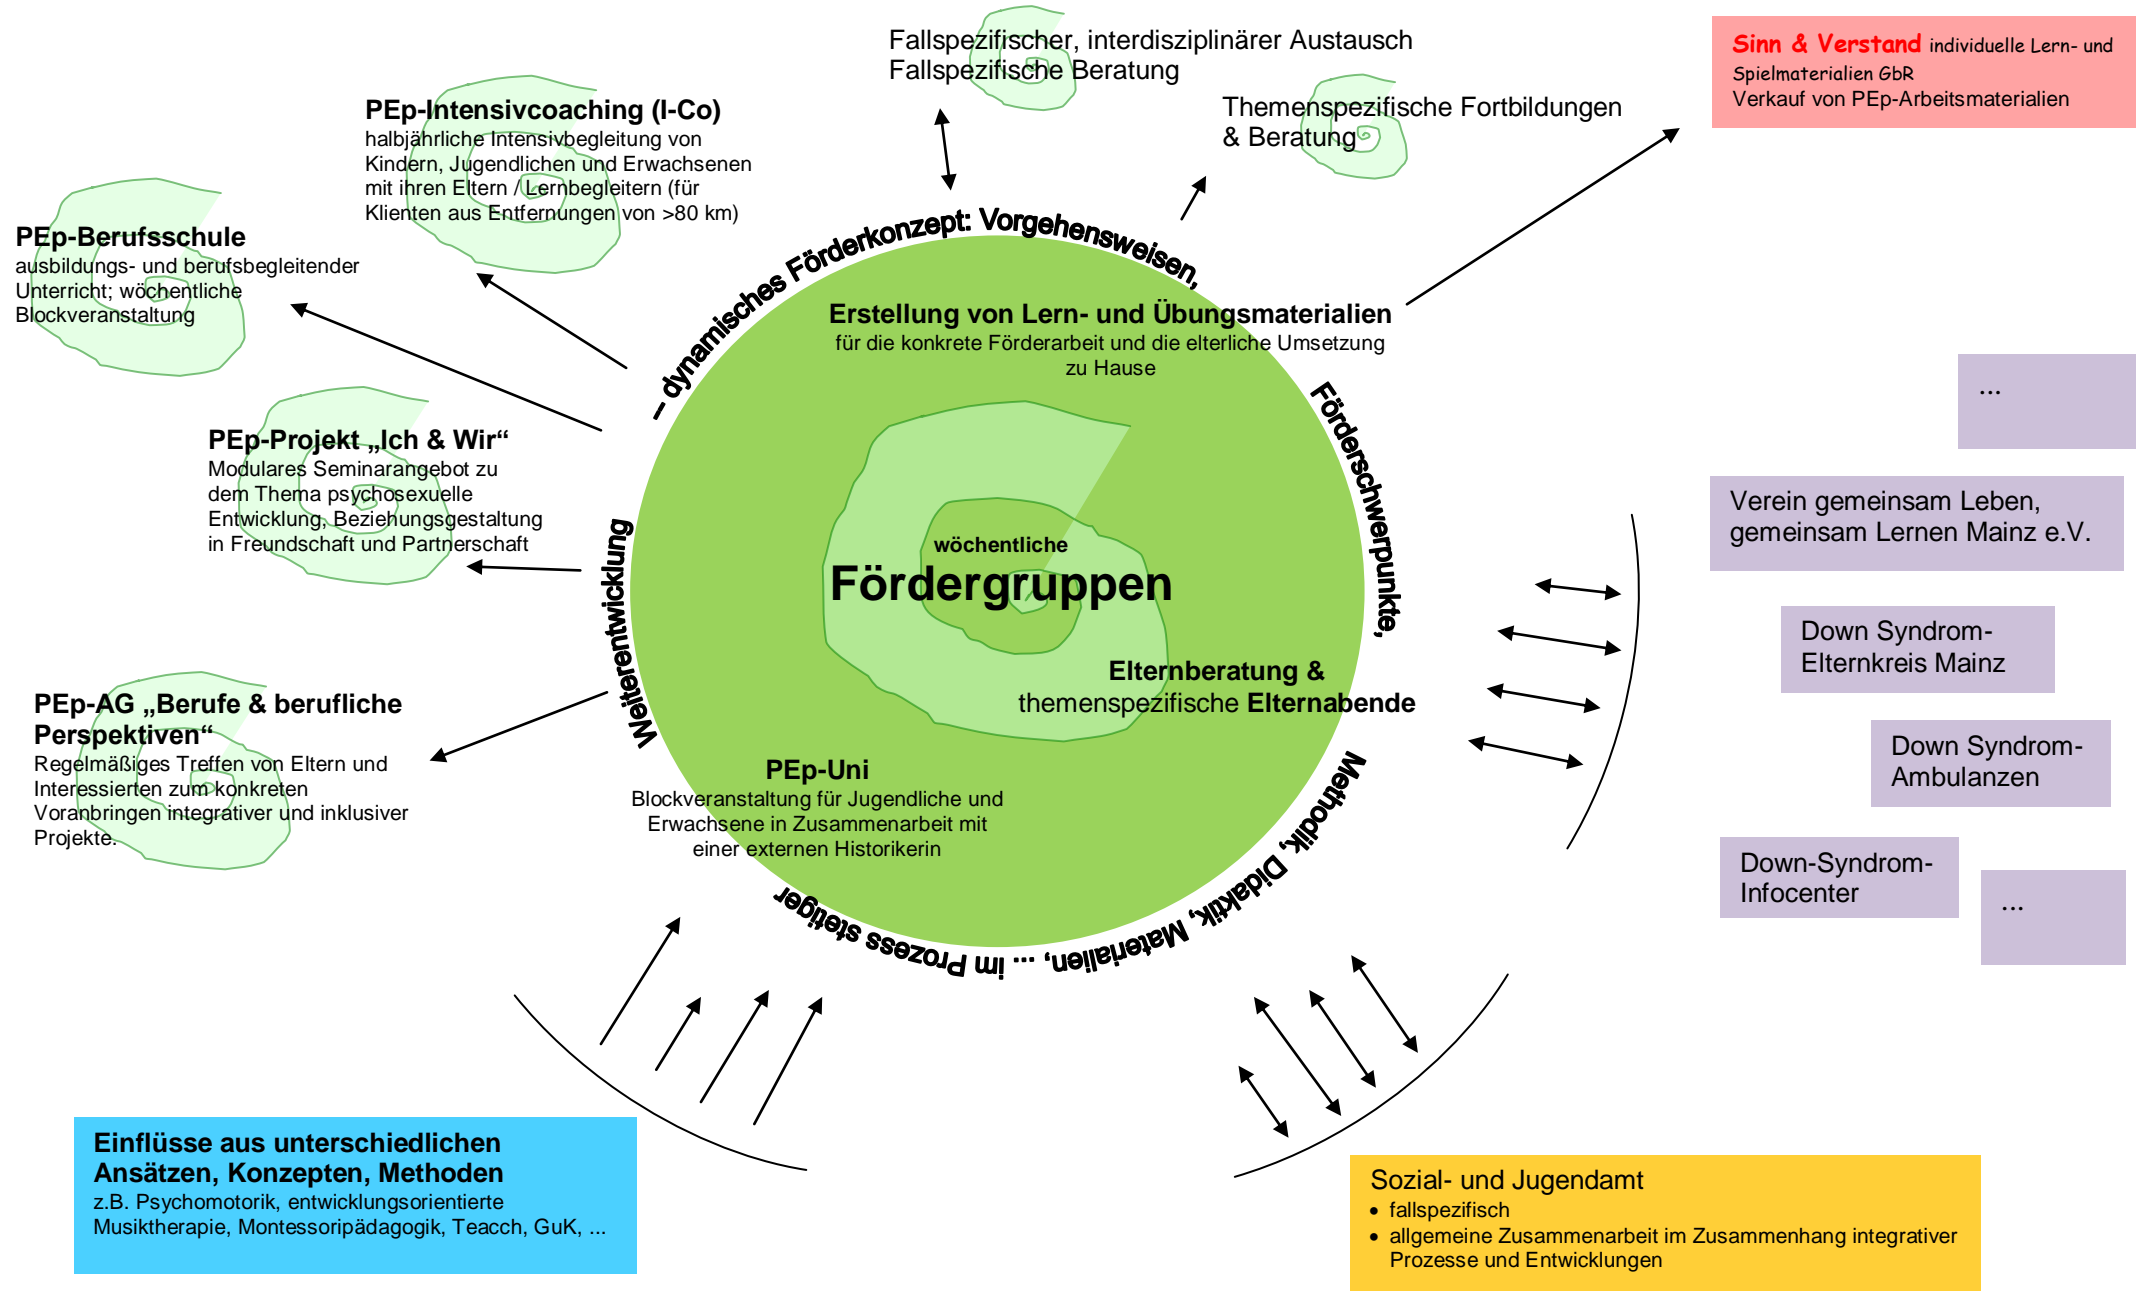 Fallspezifischer, interdisziplinärer Austausch
Fallspezifische Beratung
Themenspezifische Fortbildungen
& Beratung
Sinn & Verstand individuelle Lern- und
Spielmaterialien GbR
Verkauf von PEp-Arbeitsmaterialien
PEp-Intensivcoaching (I-Co)
halbjährliche Intensivbegleitung von
Kindern, Jugendlichen und Erwachsenen
mit ihren Eltern / Lernbegleitern (für
Klienten aus Entfernungen von >80 km)
PEp-Berufsschule
ausbildungs- und berufsbegleitender
Unterricht; wöchentliche
Blockveranstaltung
PEp-Projekt „Ich & Wir“
Modulares Seminarangebot zu
dem Thema psychosexuelle
Entwicklung, Beziehungsgestaltung
in Freundschaft und Partnerschaft
PEp-AG „Berufe & berufliche
Perspektiven“
Regelmäßiges Treffen von Eltern und
Interessierten zum konkreten
Voranbringen integrativer und inklusiver
Projekte.
– dynamisches Förderkonzept: Vorgehensweisen,
Förderschwerpunkte,
Methodik, Didaktik, Materialien, ... im Prozess stetiger
Weiterentwicklung
Erstellung von Lern- und Übungsmaterialien
für die konkrete Förderarbeit und die elterliche Umsetzung
zu Hause
wöchentliche
Fördergruppen
Elternberatung &
themenspezifische Elternabende
PEp-Uni
Blockveranstaltung für Jugendliche und
Erwachsene in Zusammenarbeit mit
einer externen Historikerin
...
Verein gemeinsam Leben,
gemeinsam Lernen Mainz e.V.
Down Syndrom-
Elternkreis Mainz
Down Syndrom-
Ambulanzen
Down-Syndrom-
Infocenter
...
Einflüsse aus unterschiedlichen
Ansätzen, Konzepten, Methoden
z.B. Psychomotorik, entwicklungsorientierte
Musiktherapie, Montessoripädagogik, Teacch, GuK, ...
Sozial- und Jugendamt
• fallspezifisch
• allgemeine Zusammenarbeit im Zusammenhang integrativer
Prozesse und Entwicklungen